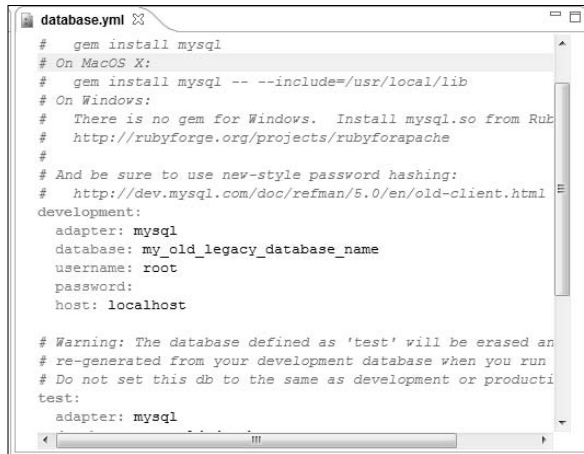 database.yml
#   gem install mysql
# On MacOS X:
#   gem install mysql -- --include=/usr/local/lib
# On Windows:
#   There is no gem for Windows.  Install mysql.so from Rub
#   http://rubyforge.org/projects/rubyforapache
#
# And be sure to use new-style password hashing:
#   http://dev.mysql.com/doc/refman/5.0/en/old-client.html
development:
  adapter: mysql
  database: my_old_legacy_database_name
  username: root
  password:
  host: localhost

# Warning: The database defined as 'test' will be erased an
# re-generated from your development database when you run
# Do not set this db to the same as development or producti
test:
  adapter: mysql